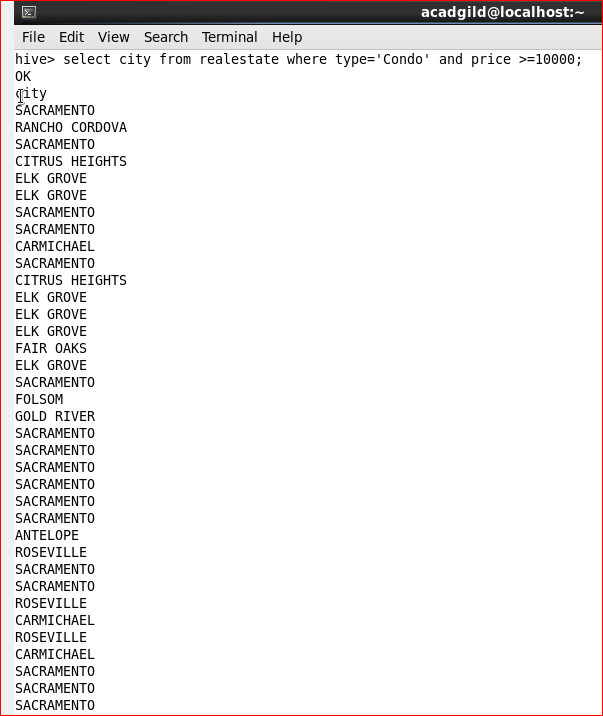 acadgild@localhost:~
File Edit View Search Terminal Help
hive> select city from realestate where type='Condo' and price >=10000;
OK
city
SACRAMENTO
RANCHO CORDOVA
SACRAMENTO
CITRUS HEIGHTS
ELK GROVE
ELK GROVE
SACRAMENTO
SACRAMENTO
CARMICHAEL
SACRAMENTO
CITRUS HEIGHTS
ELK GROVE
ELK GROVE
ELK GROVE
FAIR OAKS
ELK GROVE
SACRAMENTO
FOLSOM
GOLD RIVER
SACRAMENTO
SACRAMENTO
SACRAMENTO
SACRAMENTO
SACRAMENTO
SACRAMENTO
ANTELOPE
ROSEVILLE
SACRAMENTO
SACRAMENTO
ROSEVILLE
CARMICHAEL
ROSEVILLE
CARMICHAEL
SACRAMENTO
SACRAMENTO
SACRAMENTO